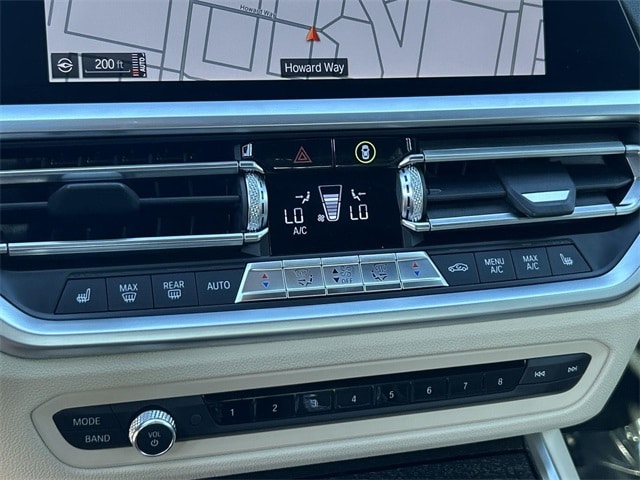 Howard Way
200 ft
AUTO
Howard Way
LO LO
A/C
MAX REAR AUTO OFF MENU A/C MAX A/C
MODE 1 2 3 4 5 6 7 8
BAND VOL